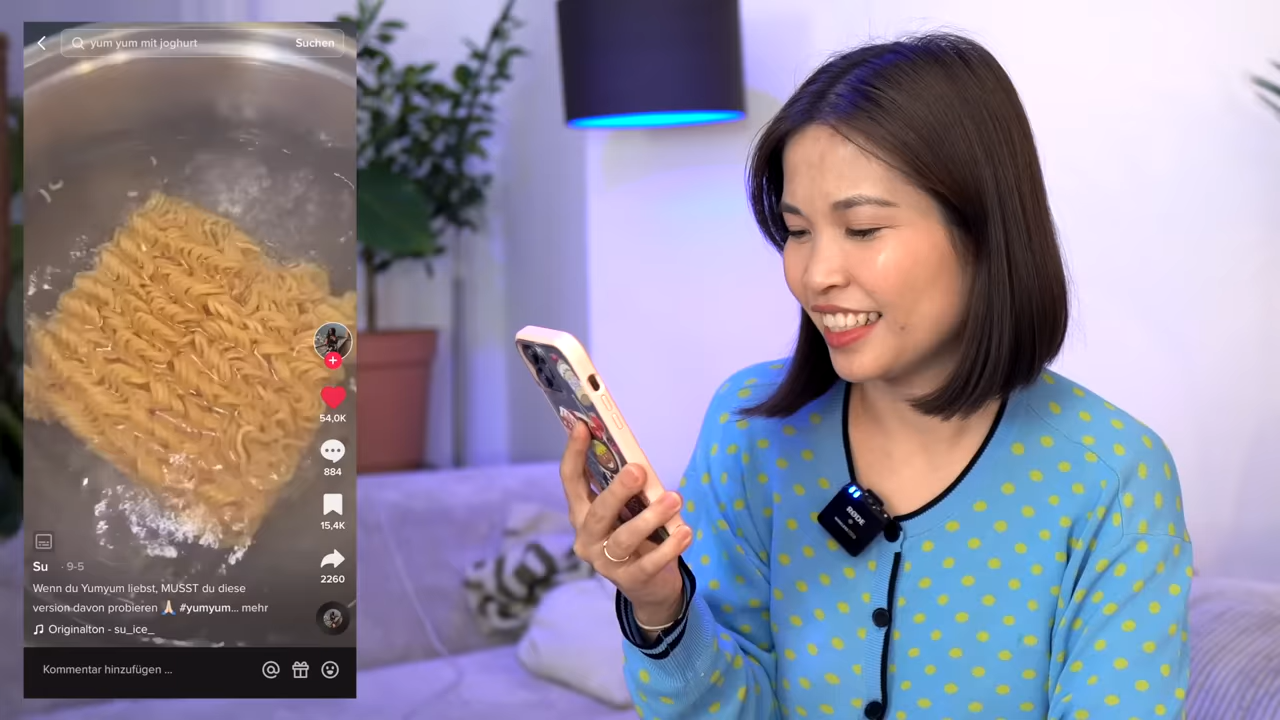 yum yum mit joghurt
Suchen
54,0K
884
15,4K
2260
Su · 9-5
Wenn du Yumyum liebst, MUSST du diese
version davon probieren 🙏 #yumyum... mehr
Originalton - su_ice_
Kommentar hinzufügen ...
RØDE